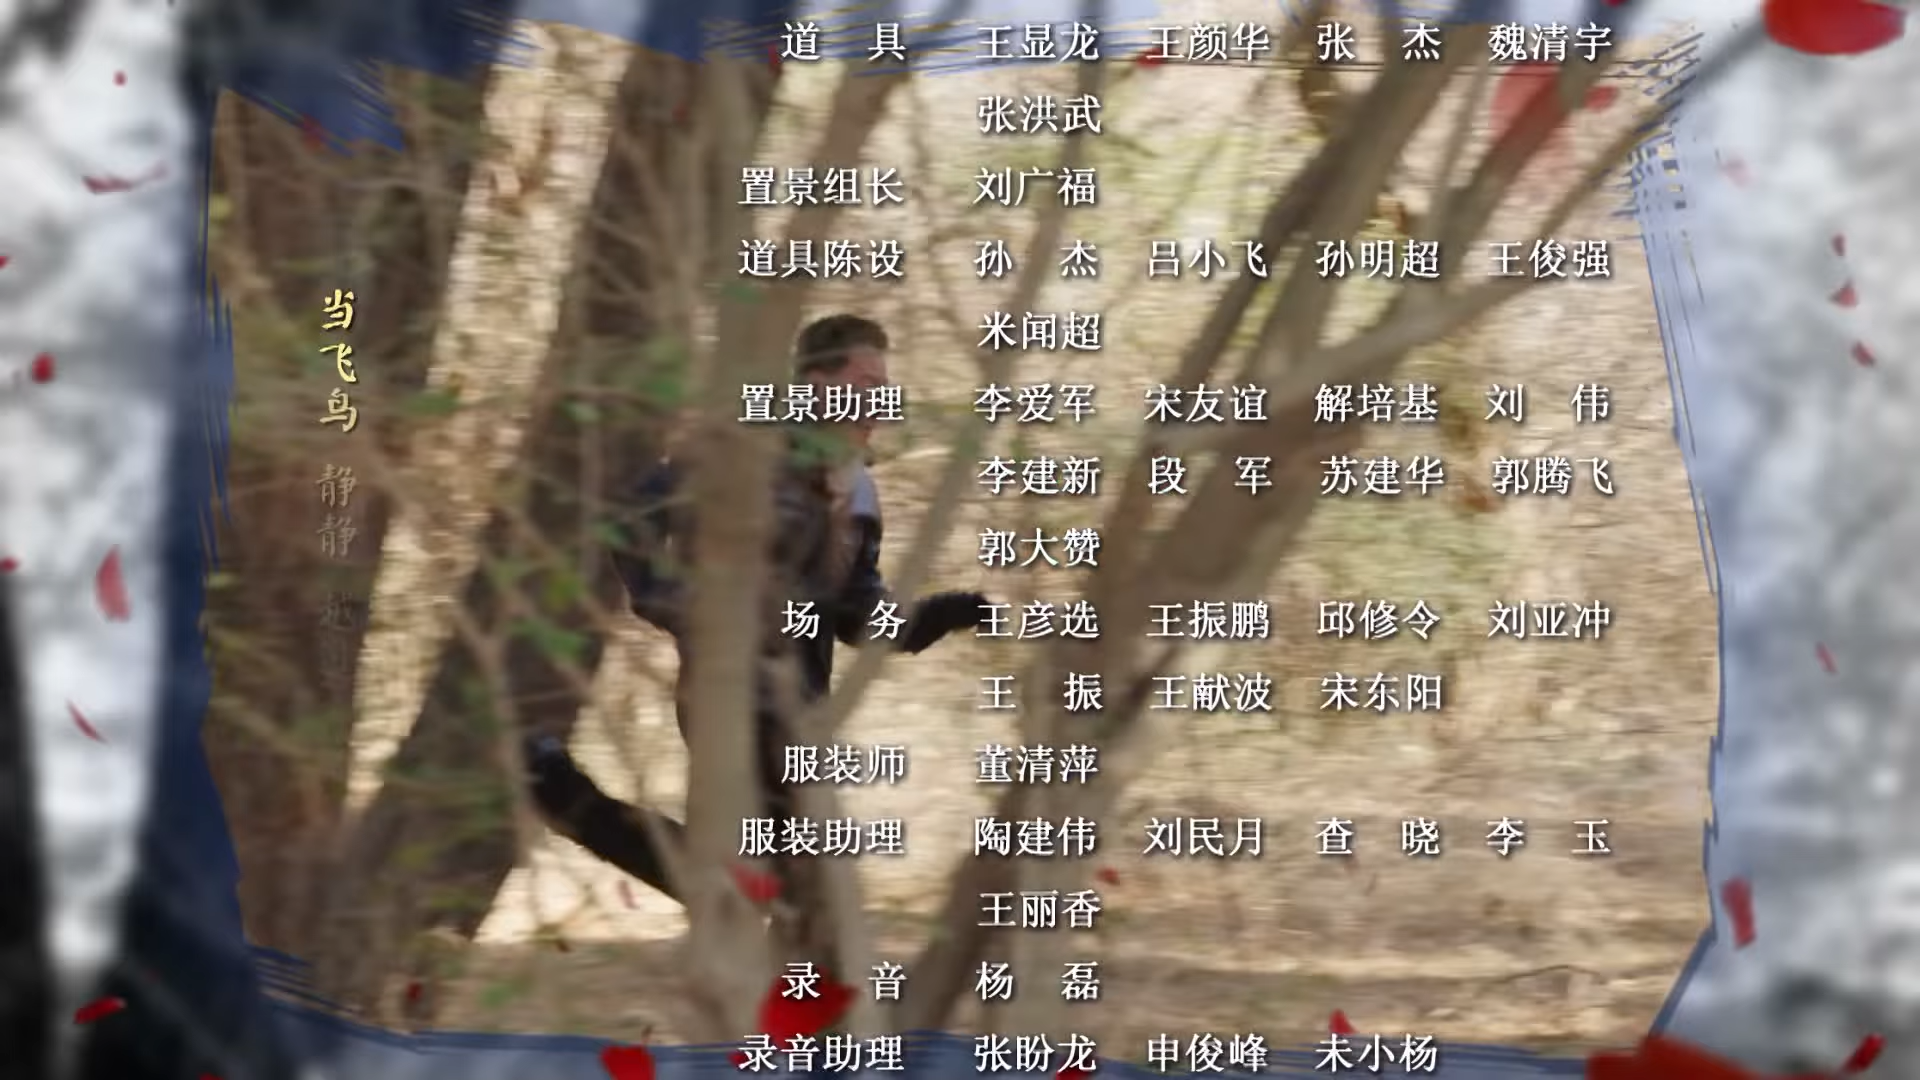 道具 王显龙 王颜华 张杰 魏清宇
张洪武
置景组长 刘广福
道具陈设 孙杰 吕小飞 孙明超 王俊强
米闻超
置景助理 李爱军 宋友谊 解培基 刘伟
李建新 段军 苏建华 郭腾飞
郭大赞
场务 王彦选 王振鹏 邱修令 刘亚冲
王振 王献波 宋东阳
服装师 董清萍
服装助理 陶建伟 刘民月 查晓 李玉
王丽香
录音 杨磊
录音助理 张盼龙 申俊峰 未小杨
当飞鸟 静静 越